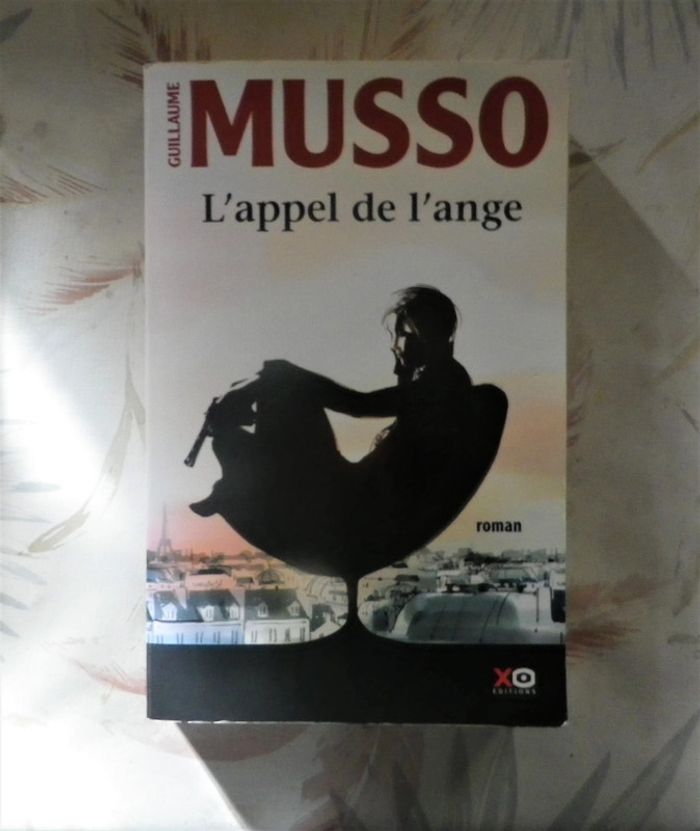 GUILLAUME
MUSSO
L'appel de l'ange
roman
XO
EDITIONS